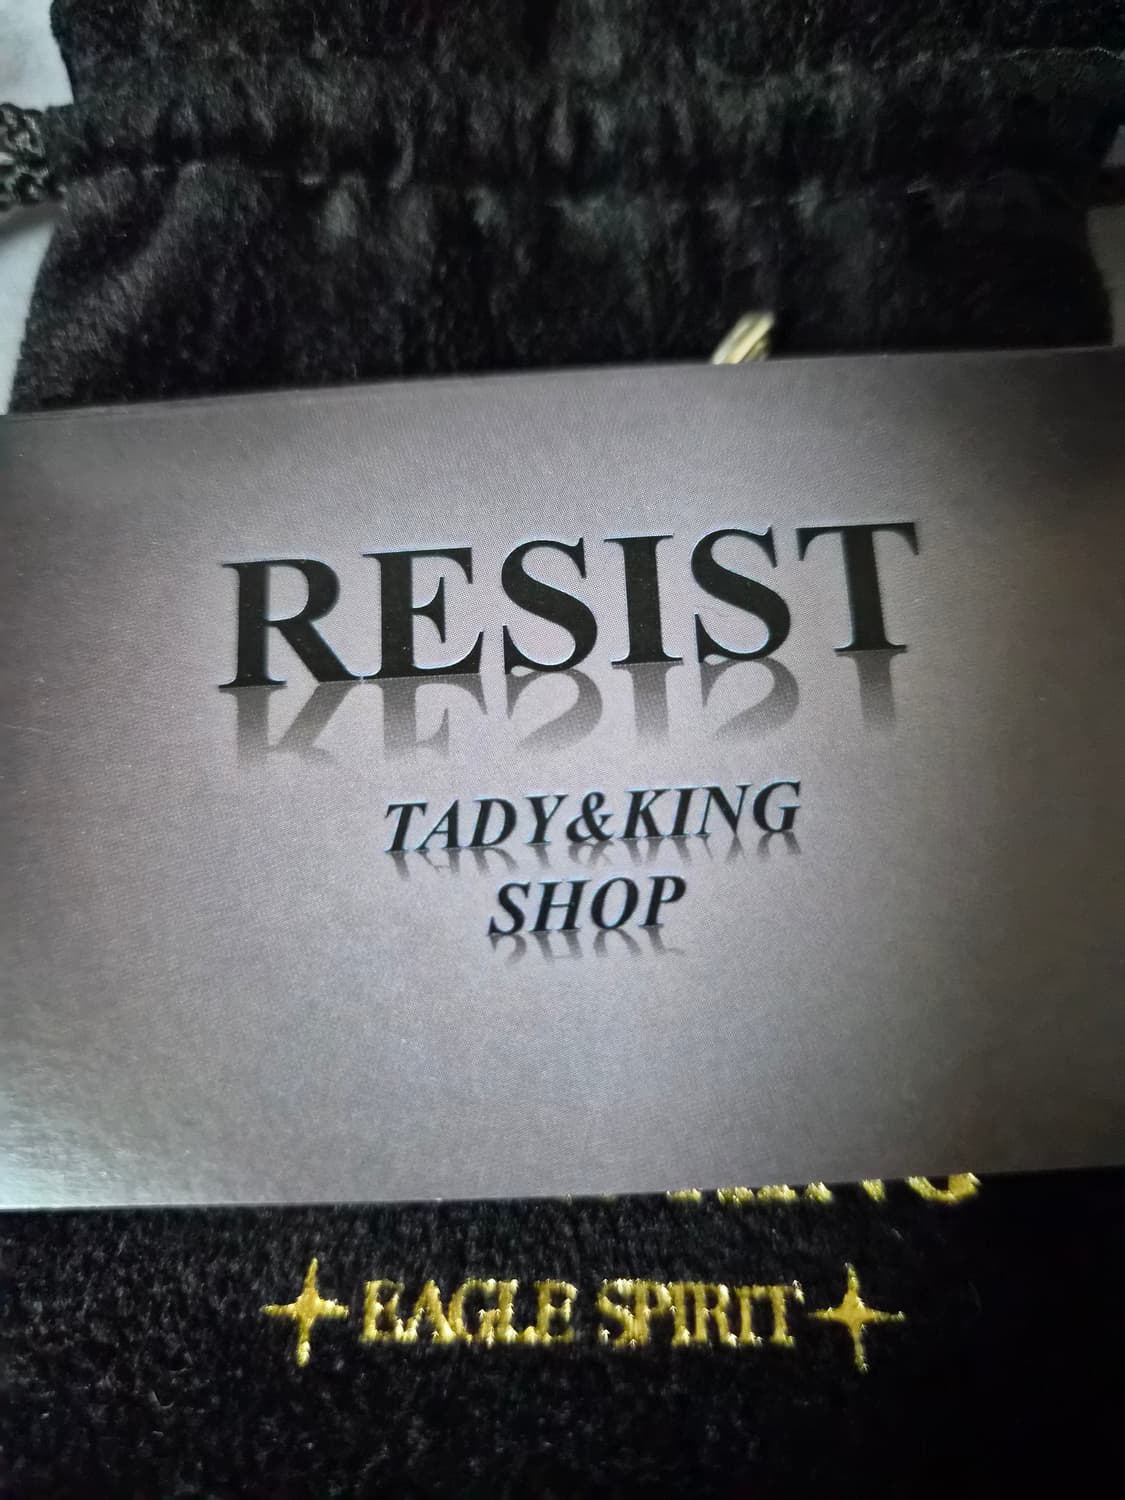 RESIST
TADY&KING
SHOP
EAGLE SPIRIT